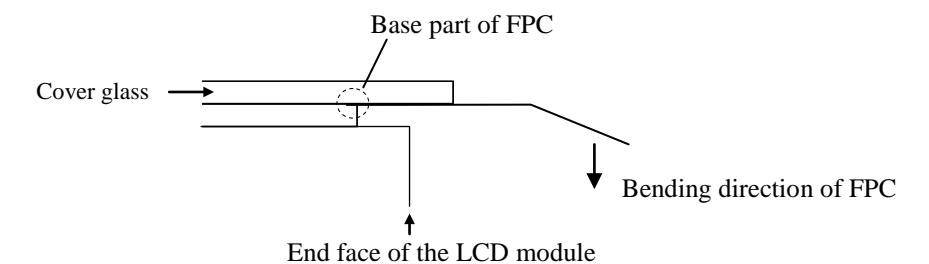 Base part of FPC
Cover glass
Bending direction of FPC
End face of the LCD module